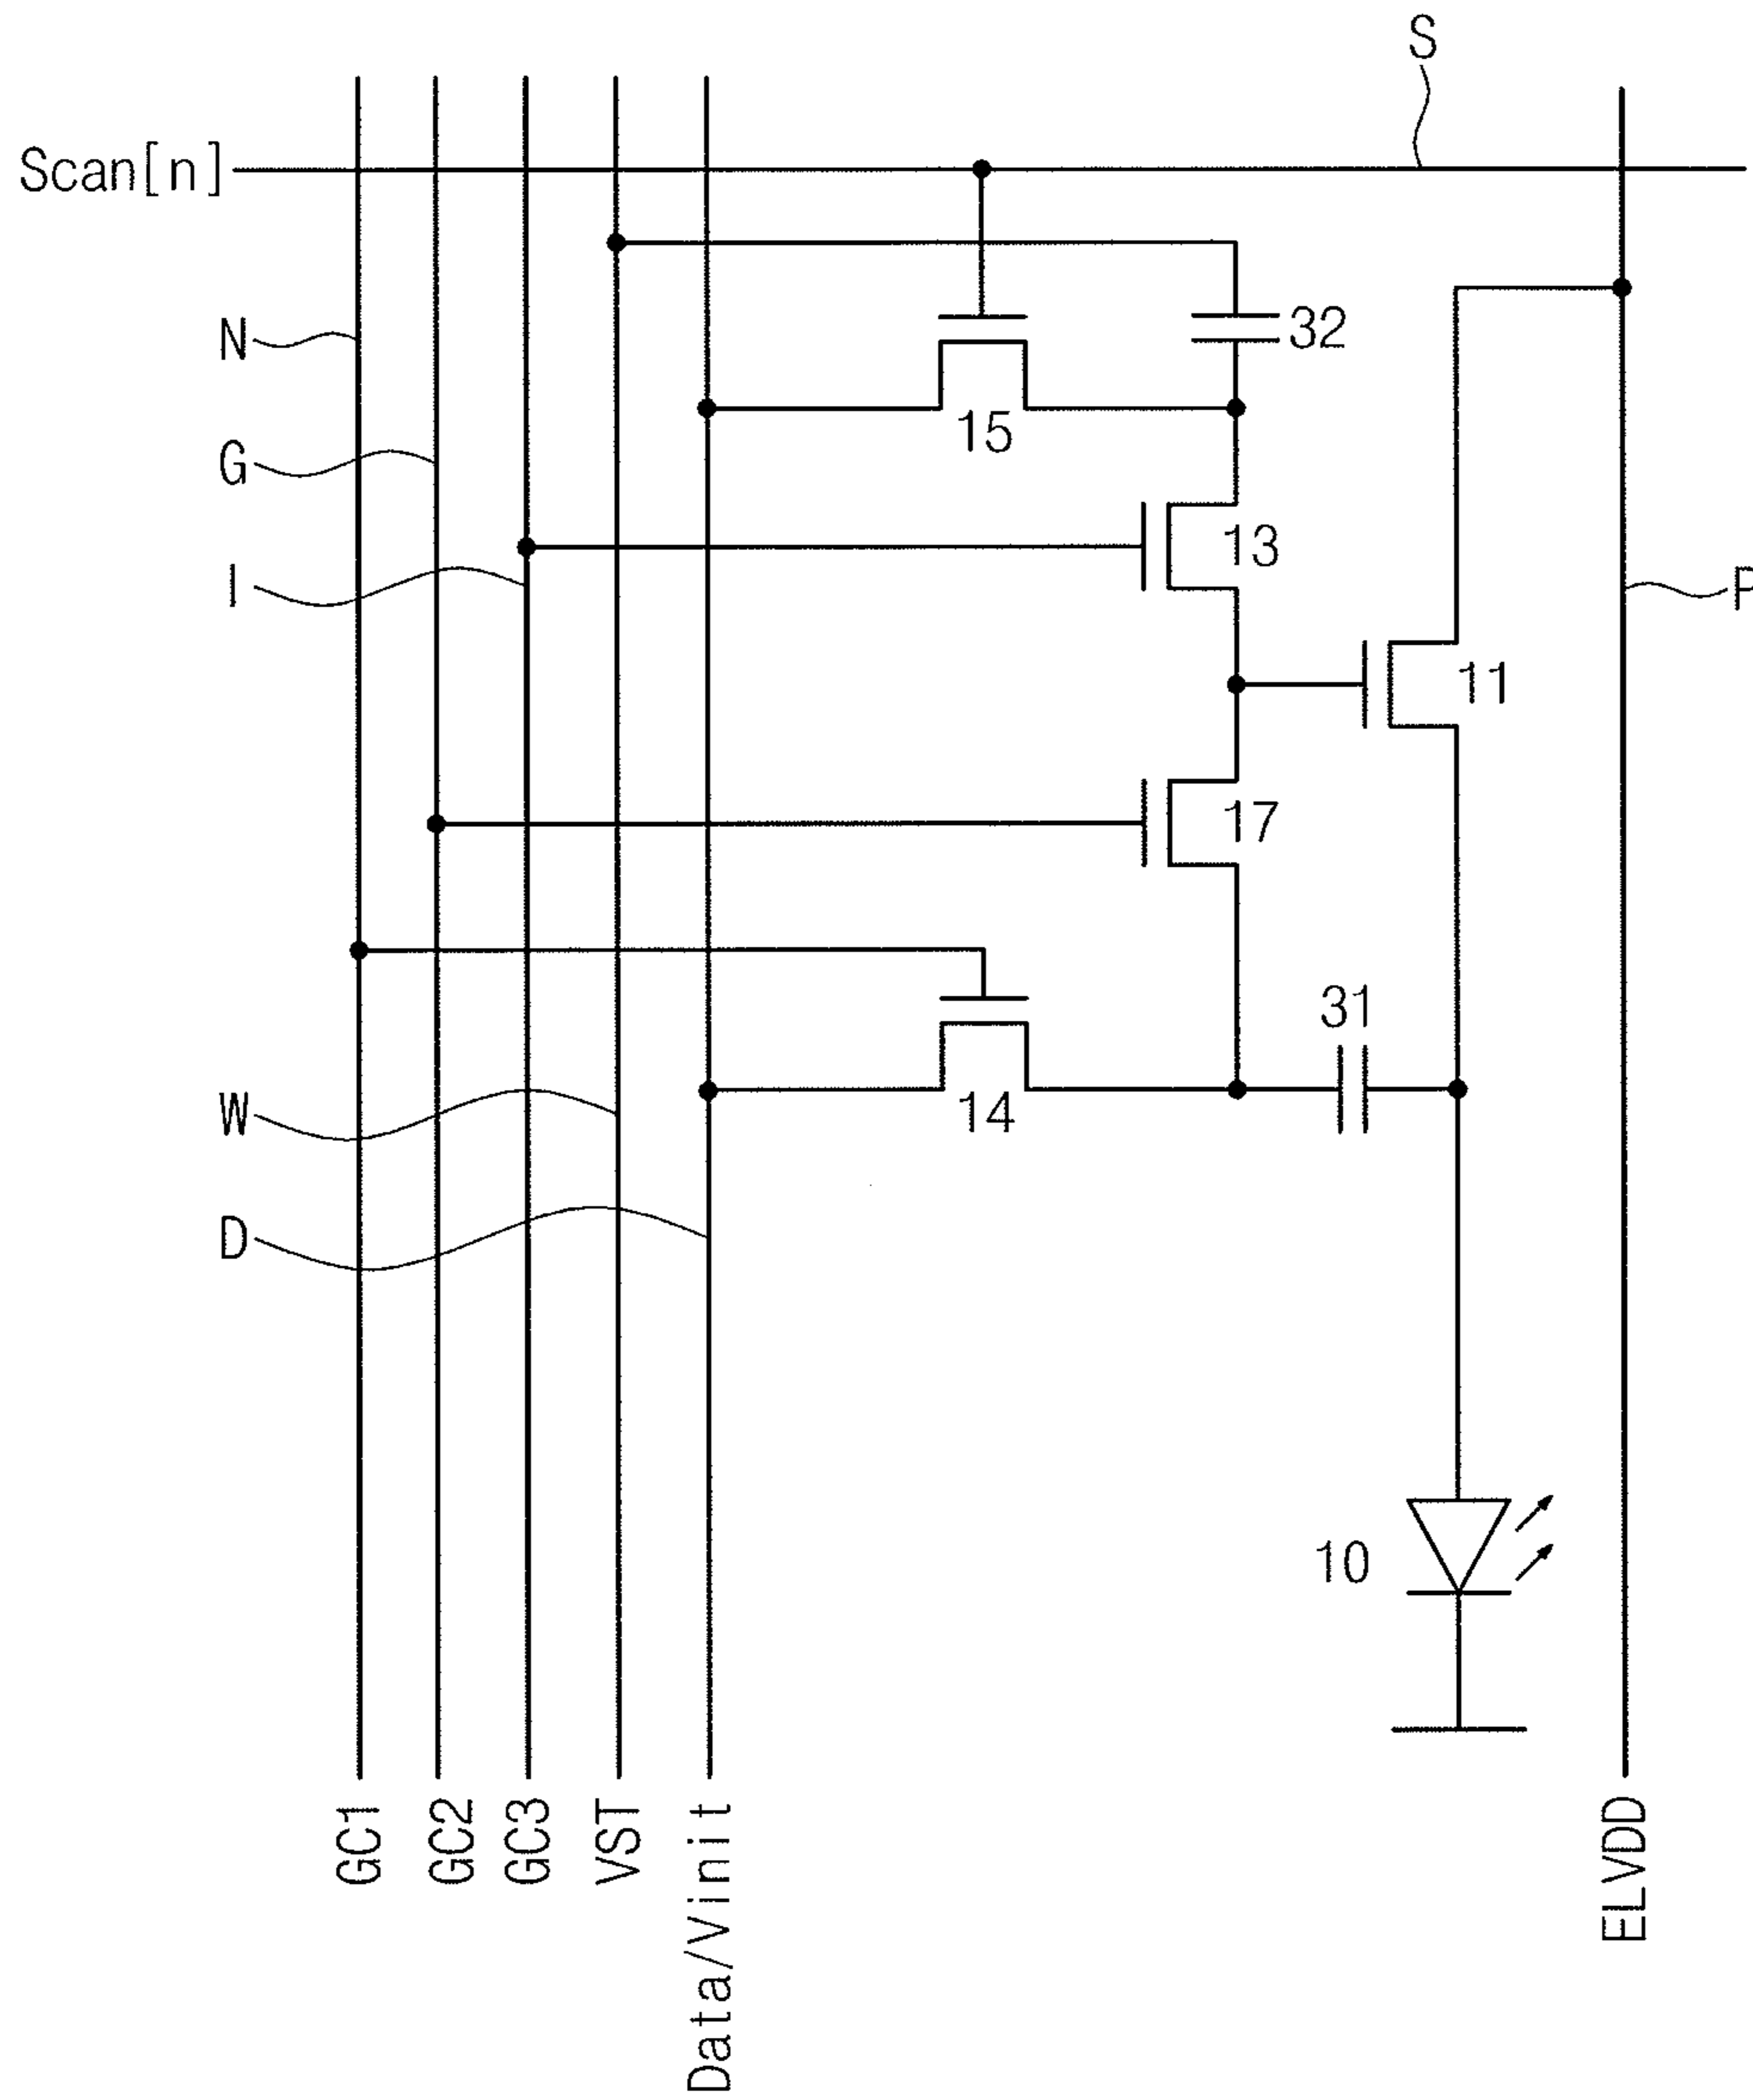 S
Scan[n]
N
32
15
G
13
I
P
11
17
31
W
14
D
10
GC1
GC2
GC3
VST
Data/Vinit
ELVDD